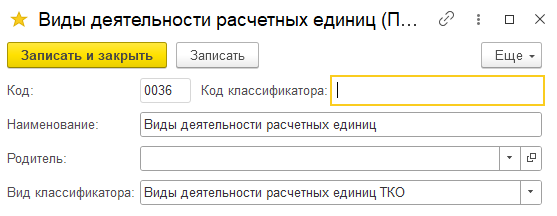 Виды деятельности расчетных единиц (П...
Записать и закрыть Записать Еще
Код: 0036 Код классификатора:
Наименование: Виды деятельности расчетных единиц
Родитель:
Вид классификатора: Виды деятельности расчетных единиц ТКО